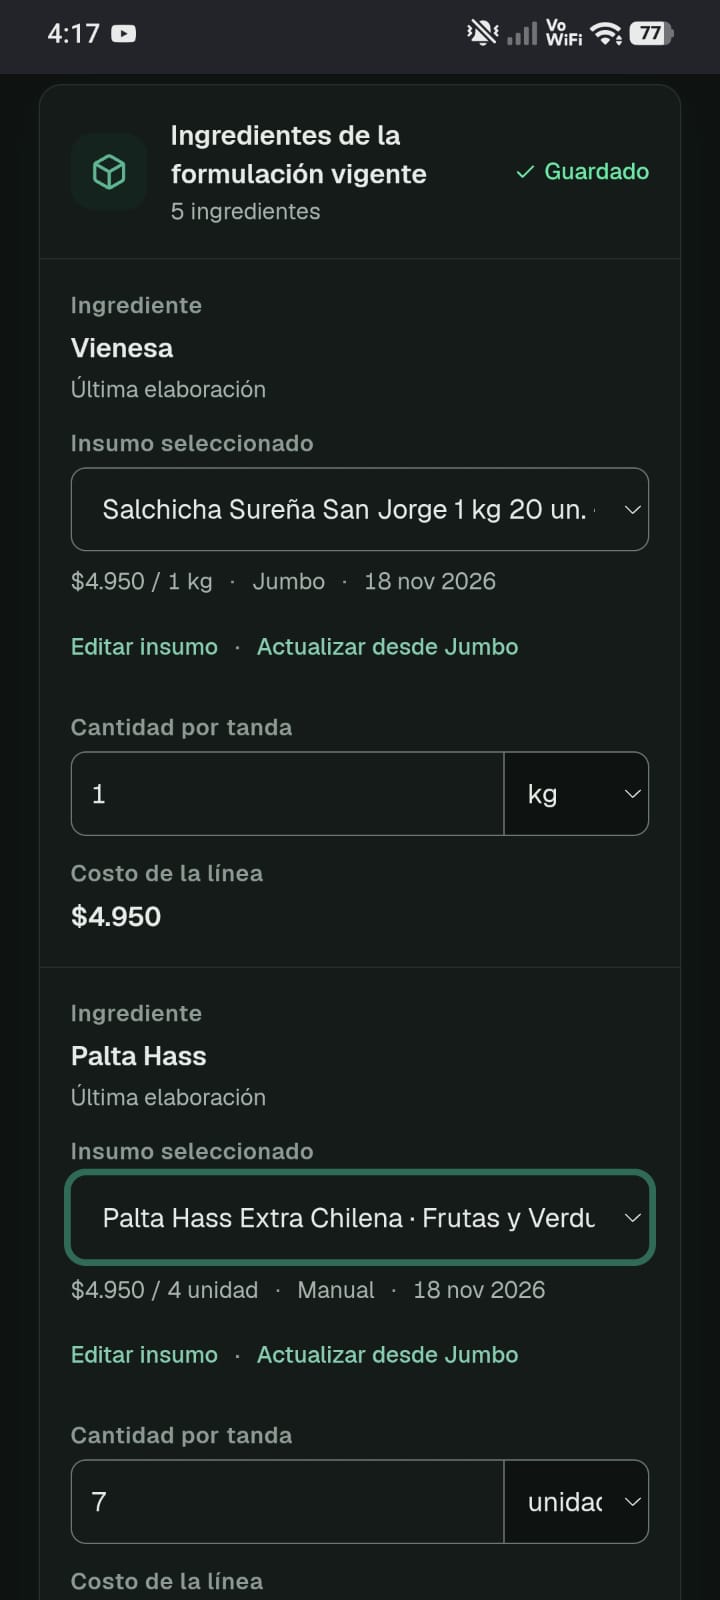 4:17
Vo
WiFi
77
Ingredientes de la
formulación vigente
5 ingredientes
Guardado
Ingrediente
Vienesa
Última elaboración
Insumo seleccionado
Salchicha Sureña San Jorge 1 kg 20 un. ·
$4.950 / 1 kg · Jumbo · 18 nov 2026
Editar insumo · Actualizar desde Jumbo
Cantidad por tanda
1
kg
Costo de la línea
$4.950
Ingrediente
Palta Hass
Última elaboración
Insumo seleccionado
Palta Hass Extra Chilena · Frutas y Verdu
$4.950 / 4 unidad · Manual · 18 nov 2026
Editar insumo · Actualizar desde Jumbo
Cantidad por tanda
7
unidad
Costo de la línea